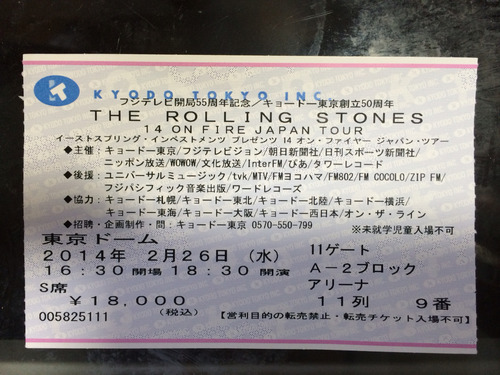 KYODO TOKYO INC.
フジテレビ開局55周年記念/キョードー東京創立50周年
THE ROLLING STONES
14 ON FIRE JAPAN TOUR
イーストスプリング・インベストメンツ プレゼンツ 14 オン・ファイヤー ジャパン・ツアー
◆主催:キョードー東京/フジテレビジョン/朝日新聞社/日刊スポーツ新聞社/
ニッポン放送/WOWOW/文化放送/InterFM/ぴあ/タワーレコード
◆後援:ユニバーサルミュージック/tvk/MTV/FMヨコハマ/FM802/FM COCOLO/ZIP FM/
フジパシフィック音楽出版/ワードレコーズ
◆協力:キョードー札幌/キョードー東北/キョードー北陸/キョードー横浜/
キョードー東海/キョードー大阪/キョードー西日本/オン・ザ・ライン
◆招聘・企画制作・問:キョードー東京 0570-550-799
※未就学児童入場不可
東京ドーム
11ゲート
2014年 2月26日 (水)
A-2ブロック
16:30 開場 18:30 開演
アリーナ
S席
11列 9番
¥18,000
(税込)
005825111
【営利目的の転売禁止・転売チケット入場不可】